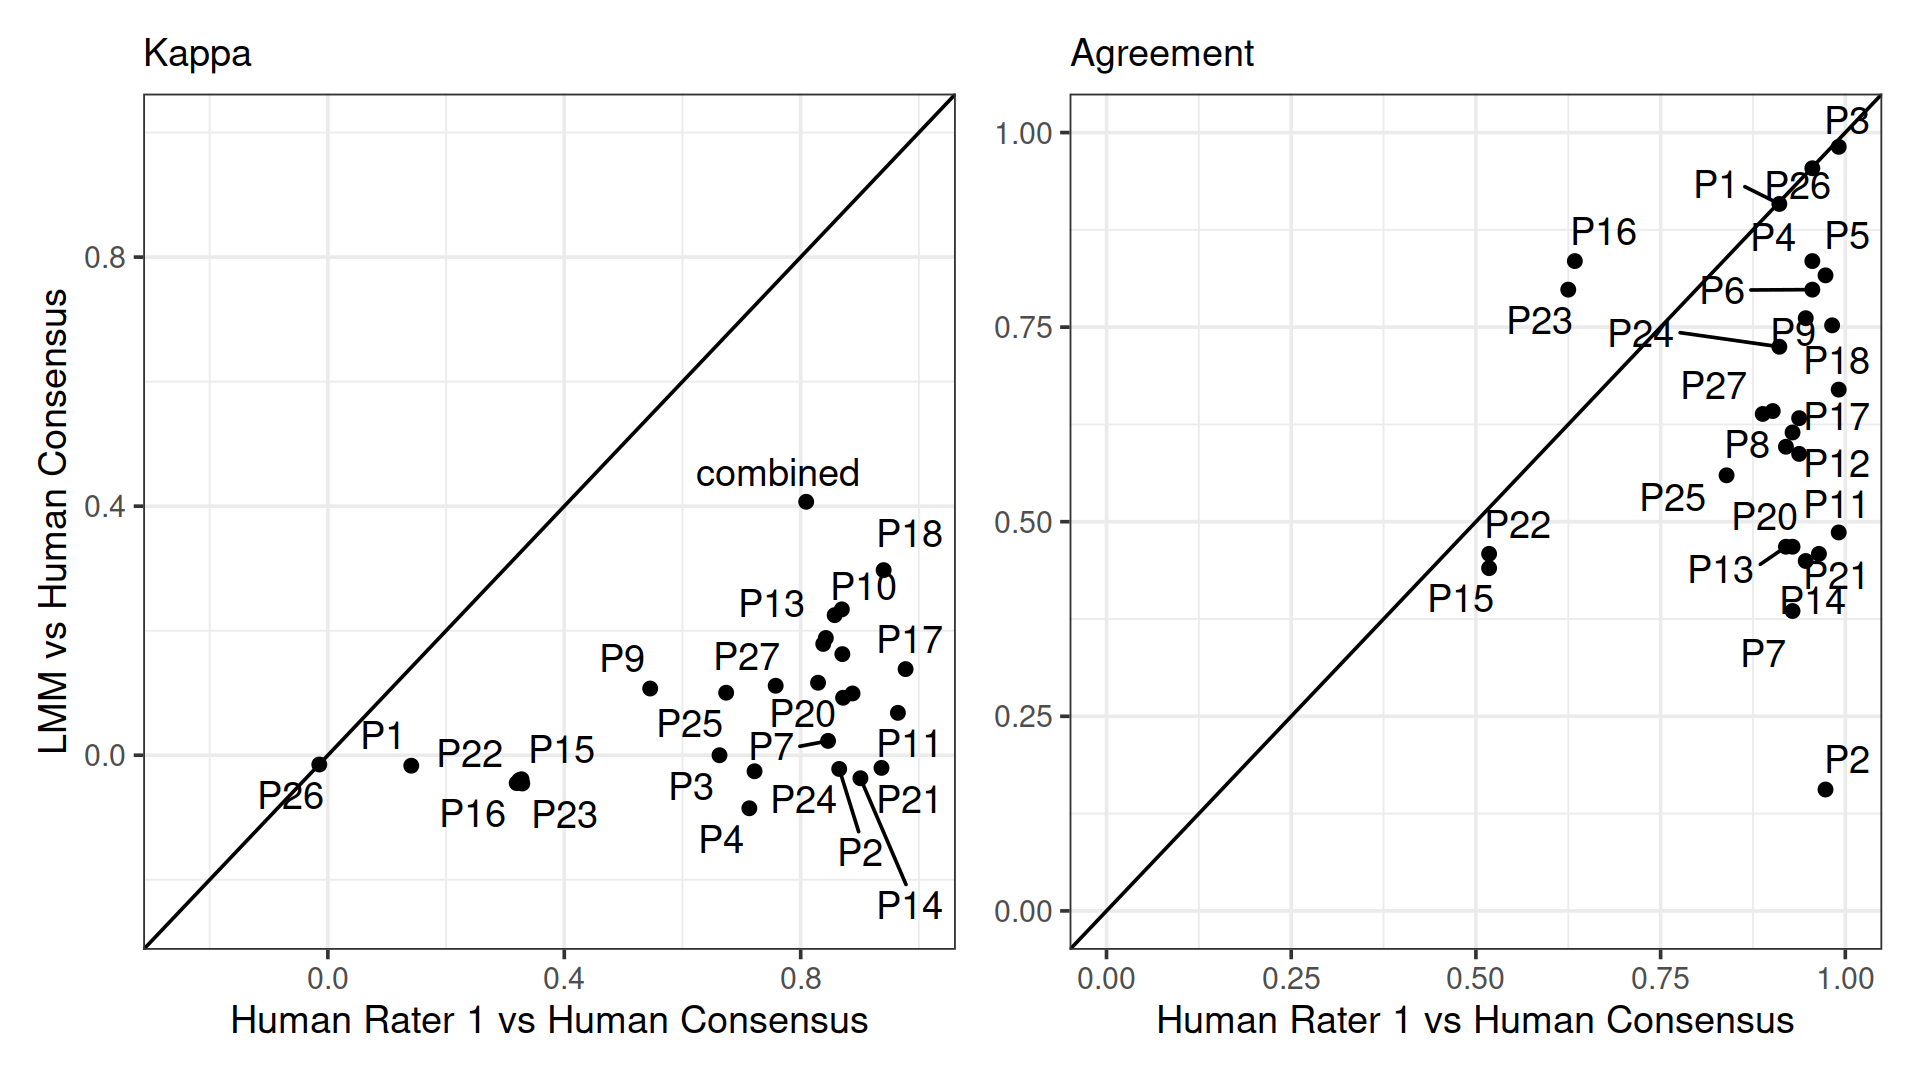 Kappa
LMM vs Human Consensus
0.8
0.4
0.0
combined
P18
P10
P13
P17
P9
P27
P25
P20
P1
P22
P15
P7
P11
P26
P3
P16
P23
P24
P21
P4
P2
P14
0.0 0.4 0.8
Human Rater 1 vs Human Consensus
Agreement
1.00
0.75
0.50
0.25
0.00
P3
P1
P26
P16
P4
P5
P6
P23
P24
P9
P18
P27
P17
P8
P12
P25
P11
P20
P22
P13
P21
P15
P14
P7
P2
0.00 0.25 0.50 0.75 1.00
Human Rater 1 vs Human Consensus